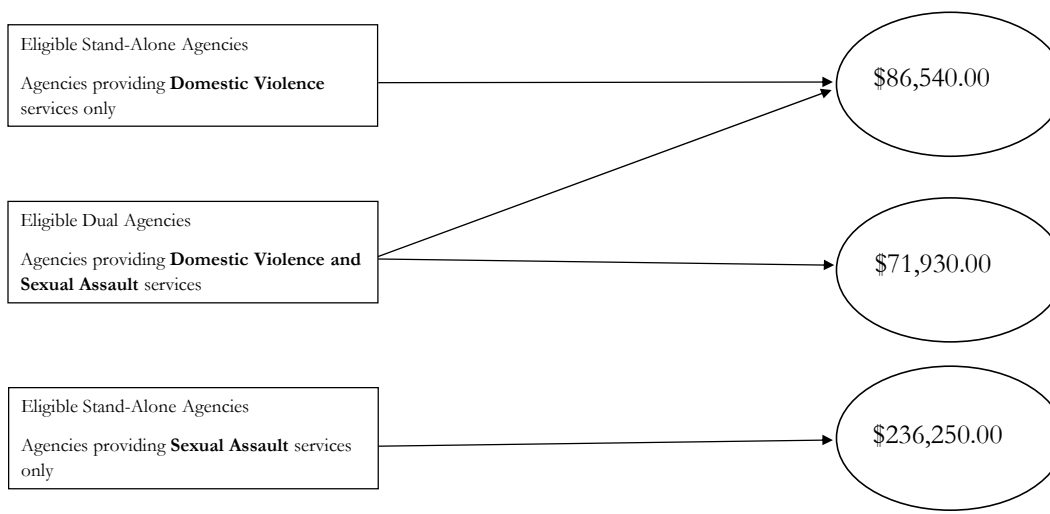 Eligible Stand-Alone Agencies
Agencies providing Domestic Violence
services only
$86,540.00
Eligible Dual Agencies
Agencies providing Domestic Violence and
Sexual Assault services
$71,930.00
Eligible Stand-Alone Agencies
Agencies providing Sexual Assault services
only
$236,250.00